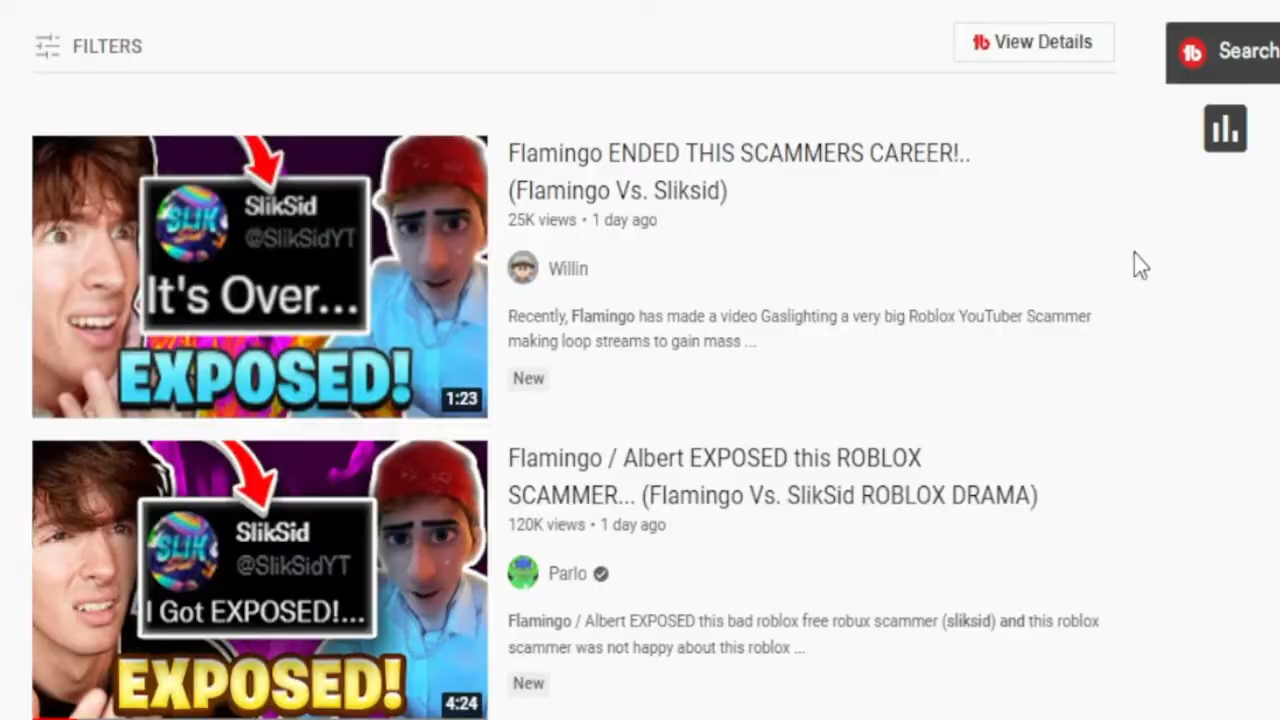 FILTERS
View Details
Search
SlikSid
@SlikSidYT
It's Over...
EXPOSED!
1:23
Flamingo ENDED THIS SCAMMERS CAREER!..
(Flamingo Vs. Sliksid)
25K views • 1 day ago
Willin
Recently, Flamingo has made a video Gaslighting a very big Roblox YouTuber Scammer
making loop streams to gain mass ...
New
SLIK
SlikSid
@SlikSidYT
I Got EXPOSED!...
EXPOSED!
4:24
Flamingo / Albert EXPOSED this ROBLOX
SCAMMER... (Flamingo Vs. SlikSid ROBLOX DRAMA)
120K views • 1 day ago
Parlo
Flamingo / Albert EXPOSED this bad roblox free robux scammer (sliksid) and this roblox
scammer was not happy about this roblox ...
New
SLIK